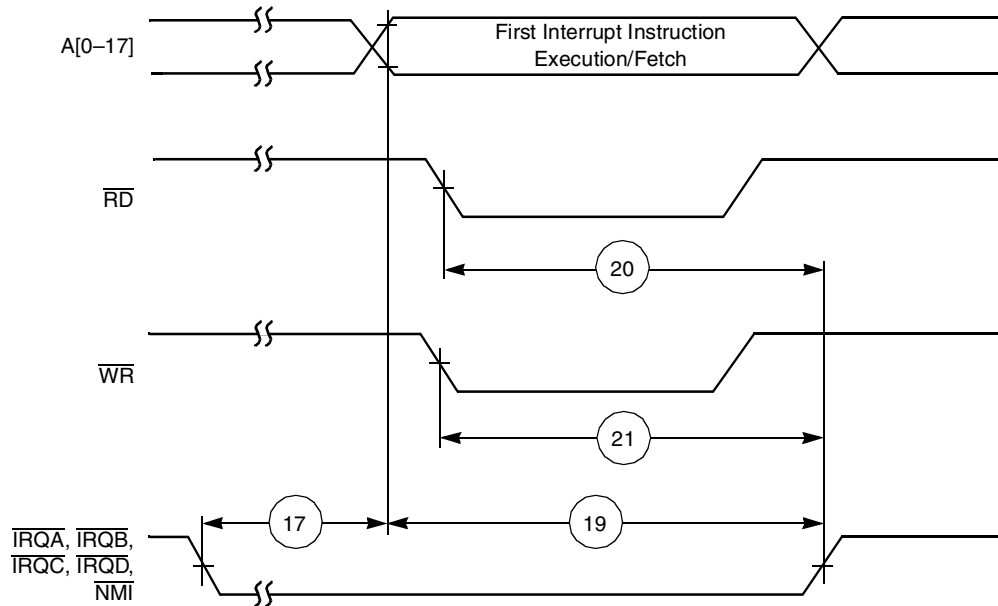 A[0–17]
First Interrupt Instruction
Execution/Fetch
RD
20
WR
21
17
19
IRQA, IRQB,
IRQC, IRQD,
NMI